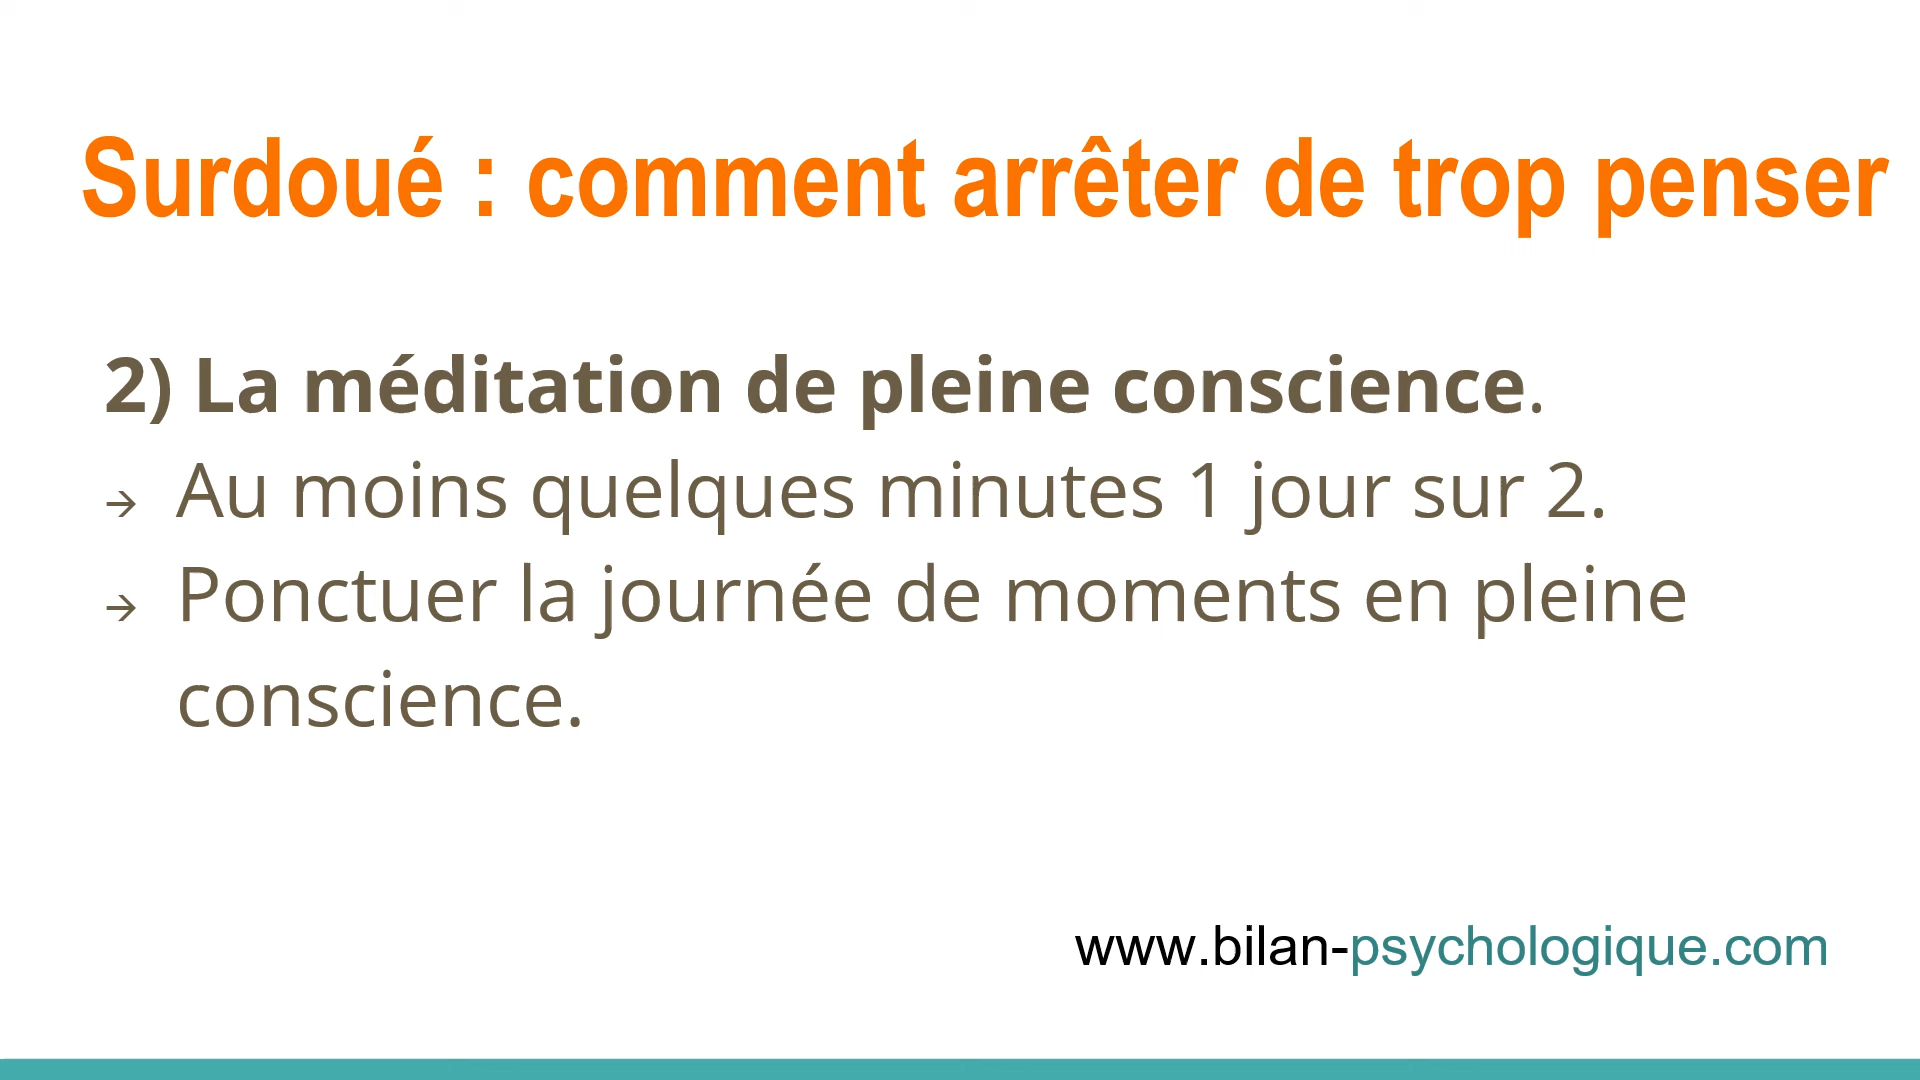 Surdoué : comment arrêter de trop penser
2) La méditation de pleine conscience.
→ Au moins quelques minutes 1 jour sur 2.
→ Ponctuer la journée de moments en pleine
conscience.
www.bilan-psychologique.com